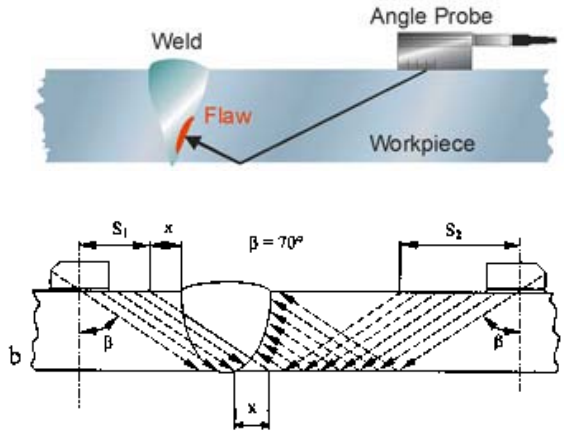 Angle Probe
Weld
Flaw
Workpiece
S₁ x β = 70° S₂
β β
b
x